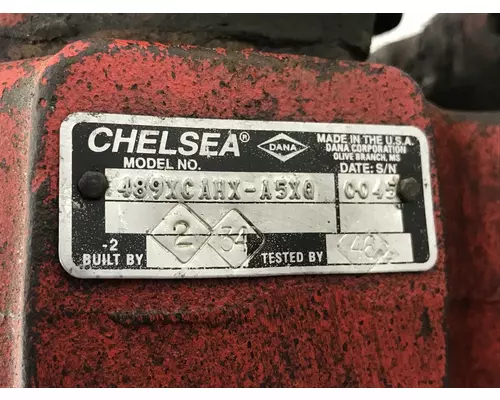 CHELSEA® DANA MADE IN THE U.S.A.
DANA CORPORATION
OLIVE BRANCH, MS
MODEL NO. DATE: S/N
489XCAHX-A5XQ 0045
-2 2 34
BUILT BY TESTED BY